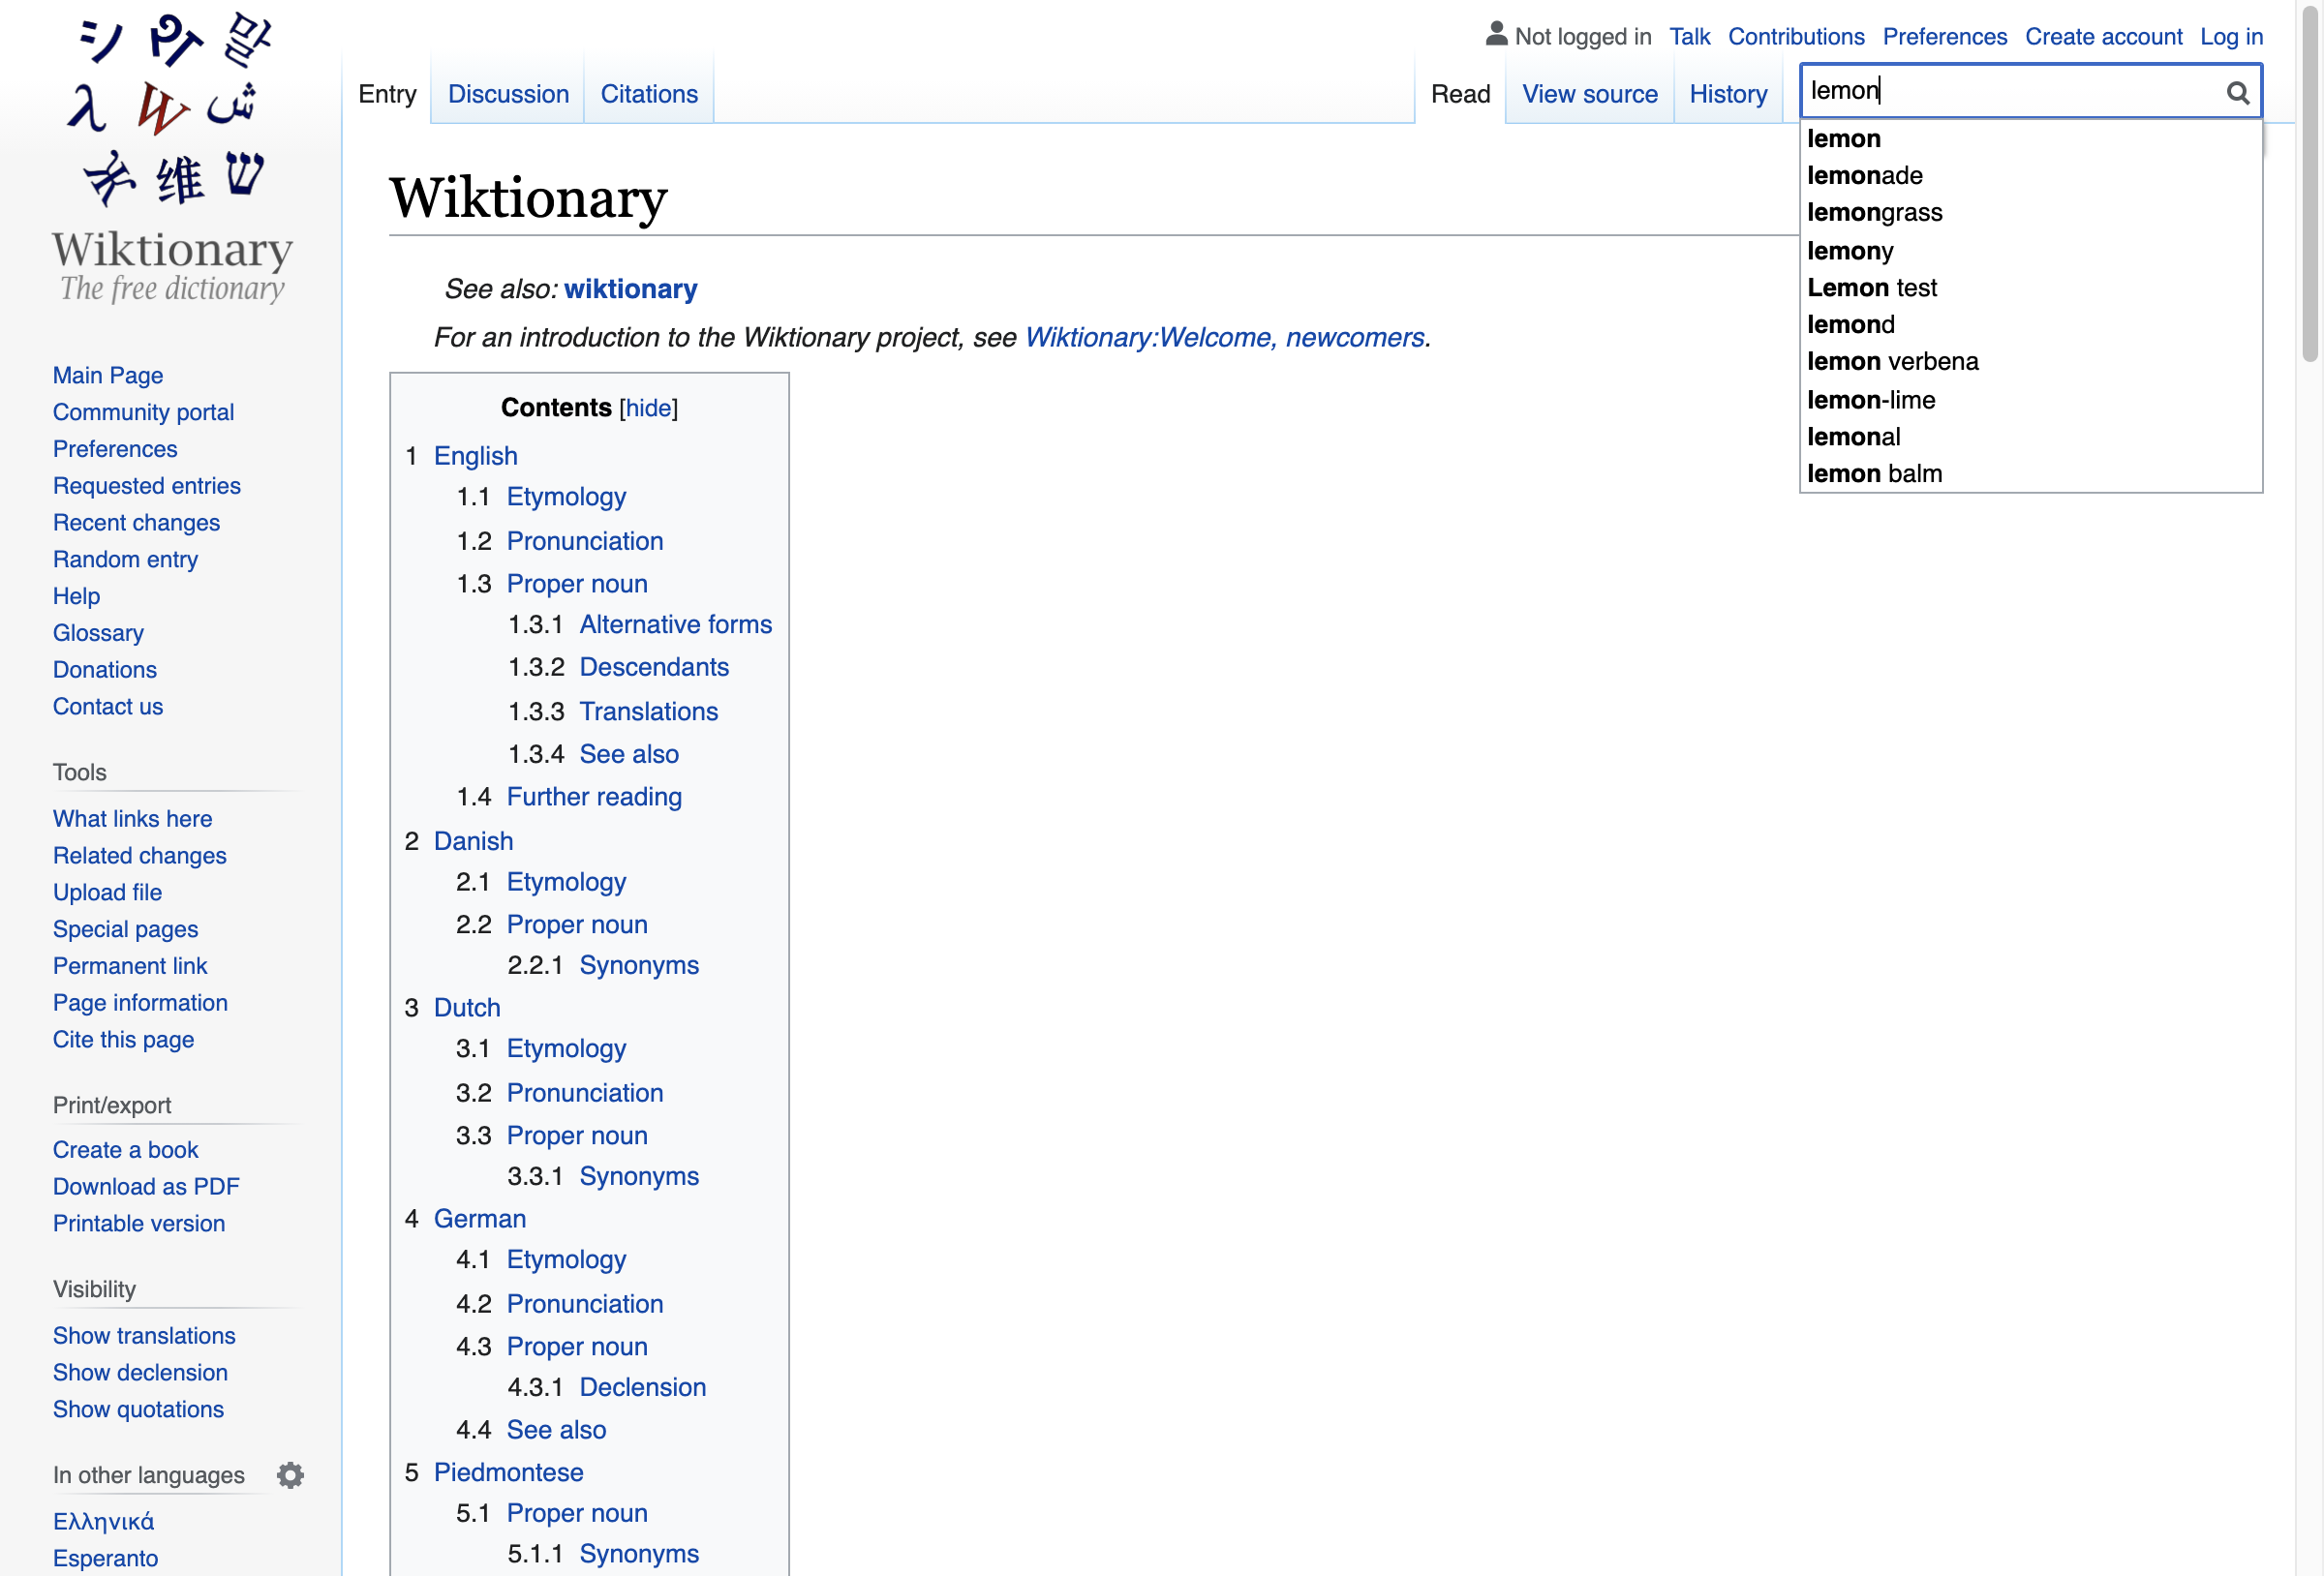 シ जा 말
λ W ش
维 ש
Wiktionary
The free dictionary
Not logged in Talk Contributions Preferences Create account Log in
Entry Discussion Citations Read View source History lemon
lemon
lemonade
lemongrass
lemony
Lemon test
lemond
lemon verbena
lemon-lime
lemonal
lemon balm
Main Page
Community portal
Preferences
Requested entries
Recent changes
Random entry
Help
Glossary
Donations
Contact us
Tools
What links here
Related changes
Upload file
Special pages
Permanent link
Page information
Cite this page
Print/export
Create a book
Download as PDF
Printable version
Visibility
Show translations
Show declension
Show quotations
In other languages
Ελληνικά
Esperanto
Wiktionary
See also: wiktionary
For an introduction to the Wiktionary project, see Wiktionary:Welcome, newcomers.
Contents [hide]
1 English
1.1 Etymology
1.2 Pronunciation
1.3 Proper noun
1.3.1 Alternative forms
1.3.2 Descendants
1.3.3 Translations
1.3.4 See also
1.4 Further reading
2 Danish
2.1 Etymology
2.2 Proper noun
2.2.1 Synonyms
3 Dutch
3.1 Etymology
3.2 Pronunciation
3.3 Proper noun
3.3.1 Synonyms
4 German
4.1 Etymology
4.2 Pronunciation
4.3 Proper noun
4.3.1 Declension
4.4 See also
5 Piedmontese
5.1 Proper noun
5.1.1 Synonyms